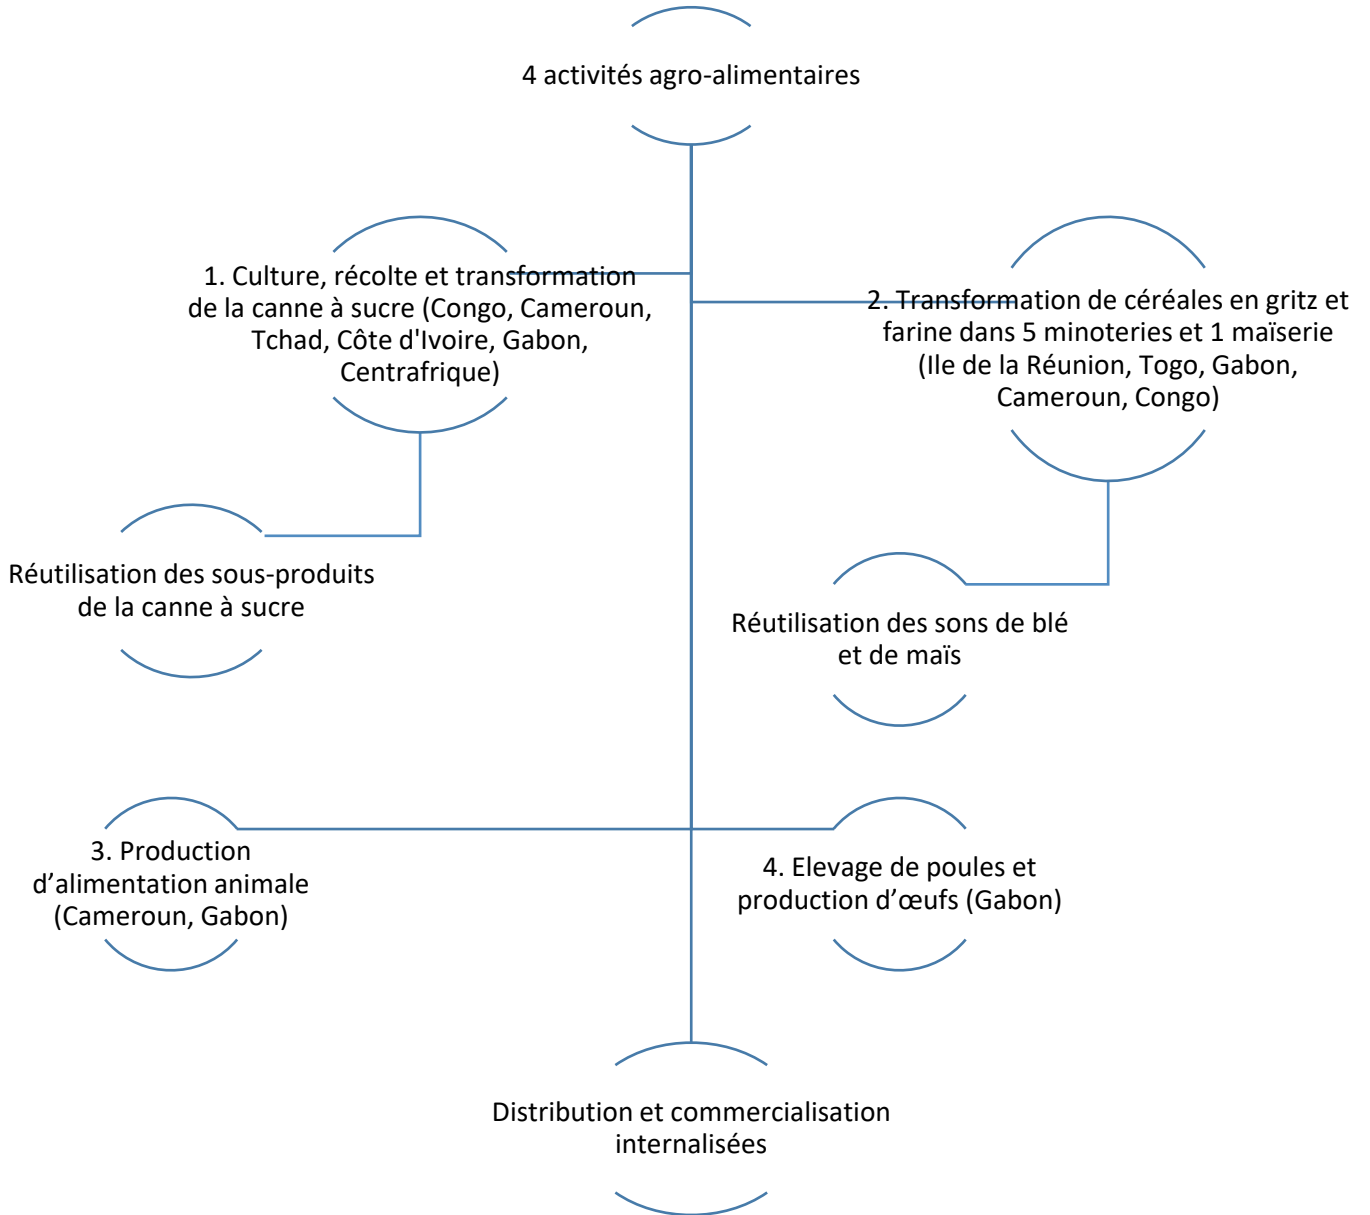 4 activités agro-alimentaires
1. Culture, récolte et transformation
de la canne à sucre (Congo, Cameroun,
Tchad, Côte d'Ivoire, Gabon,
Centrafrique)
2. Transformation de céréales en gritz et
farine dans 5 minoteries et 1 maïserie
(Ile de la Réunion, Togo, Gabon,
Cameroun, Congo)
Réutilisation des sous-produits
de la canne à sucre
Réutilisation des sons de blé
et de maïs
3. Production
d’alimentation animale
(Cameroun, Gabon)
4. Elevage de poules et
production d’œufs (Gabon)
Distribution et commercialisation
internalisées